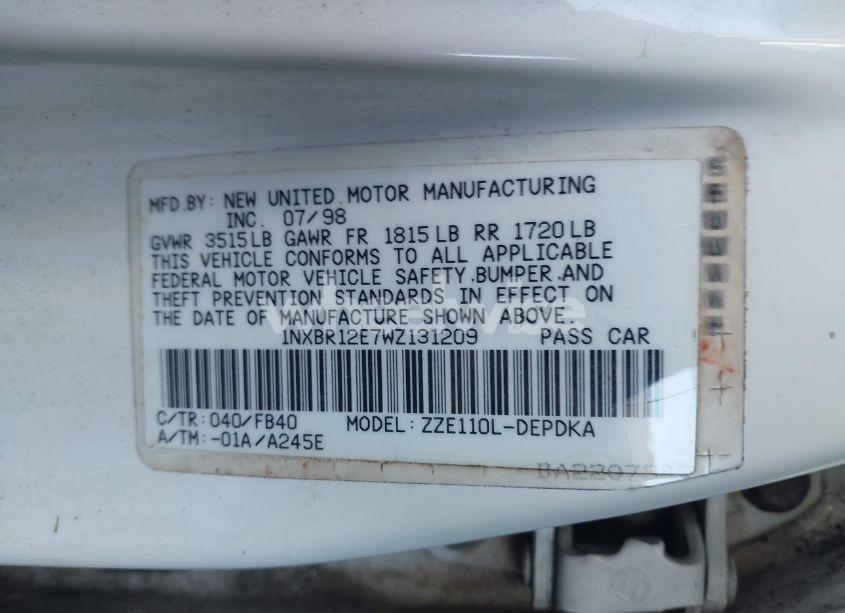 MFD.BY: NEW UNITED MOTOR MANUFACTURING
INC. 07/98
GVWR 3515LB GAWR FR 1815LB RR 1720LB
THIS VEHICLE CONFORMS TO ALL APPLICABLE
FEDERAL MOTOR VEHICLE SAFETY,BUMPER,AND
THEFT PREVENTION STANDARDS IN EFFECT ON
THE DATE OF MANUFACTURE SHOWN ABOVE.
1NXBR12E7WZ131209 PASS CAR
C/TR:040/FB40 MODEL:ZZE110L-DEPDKA
A/TM:-01A/A245E